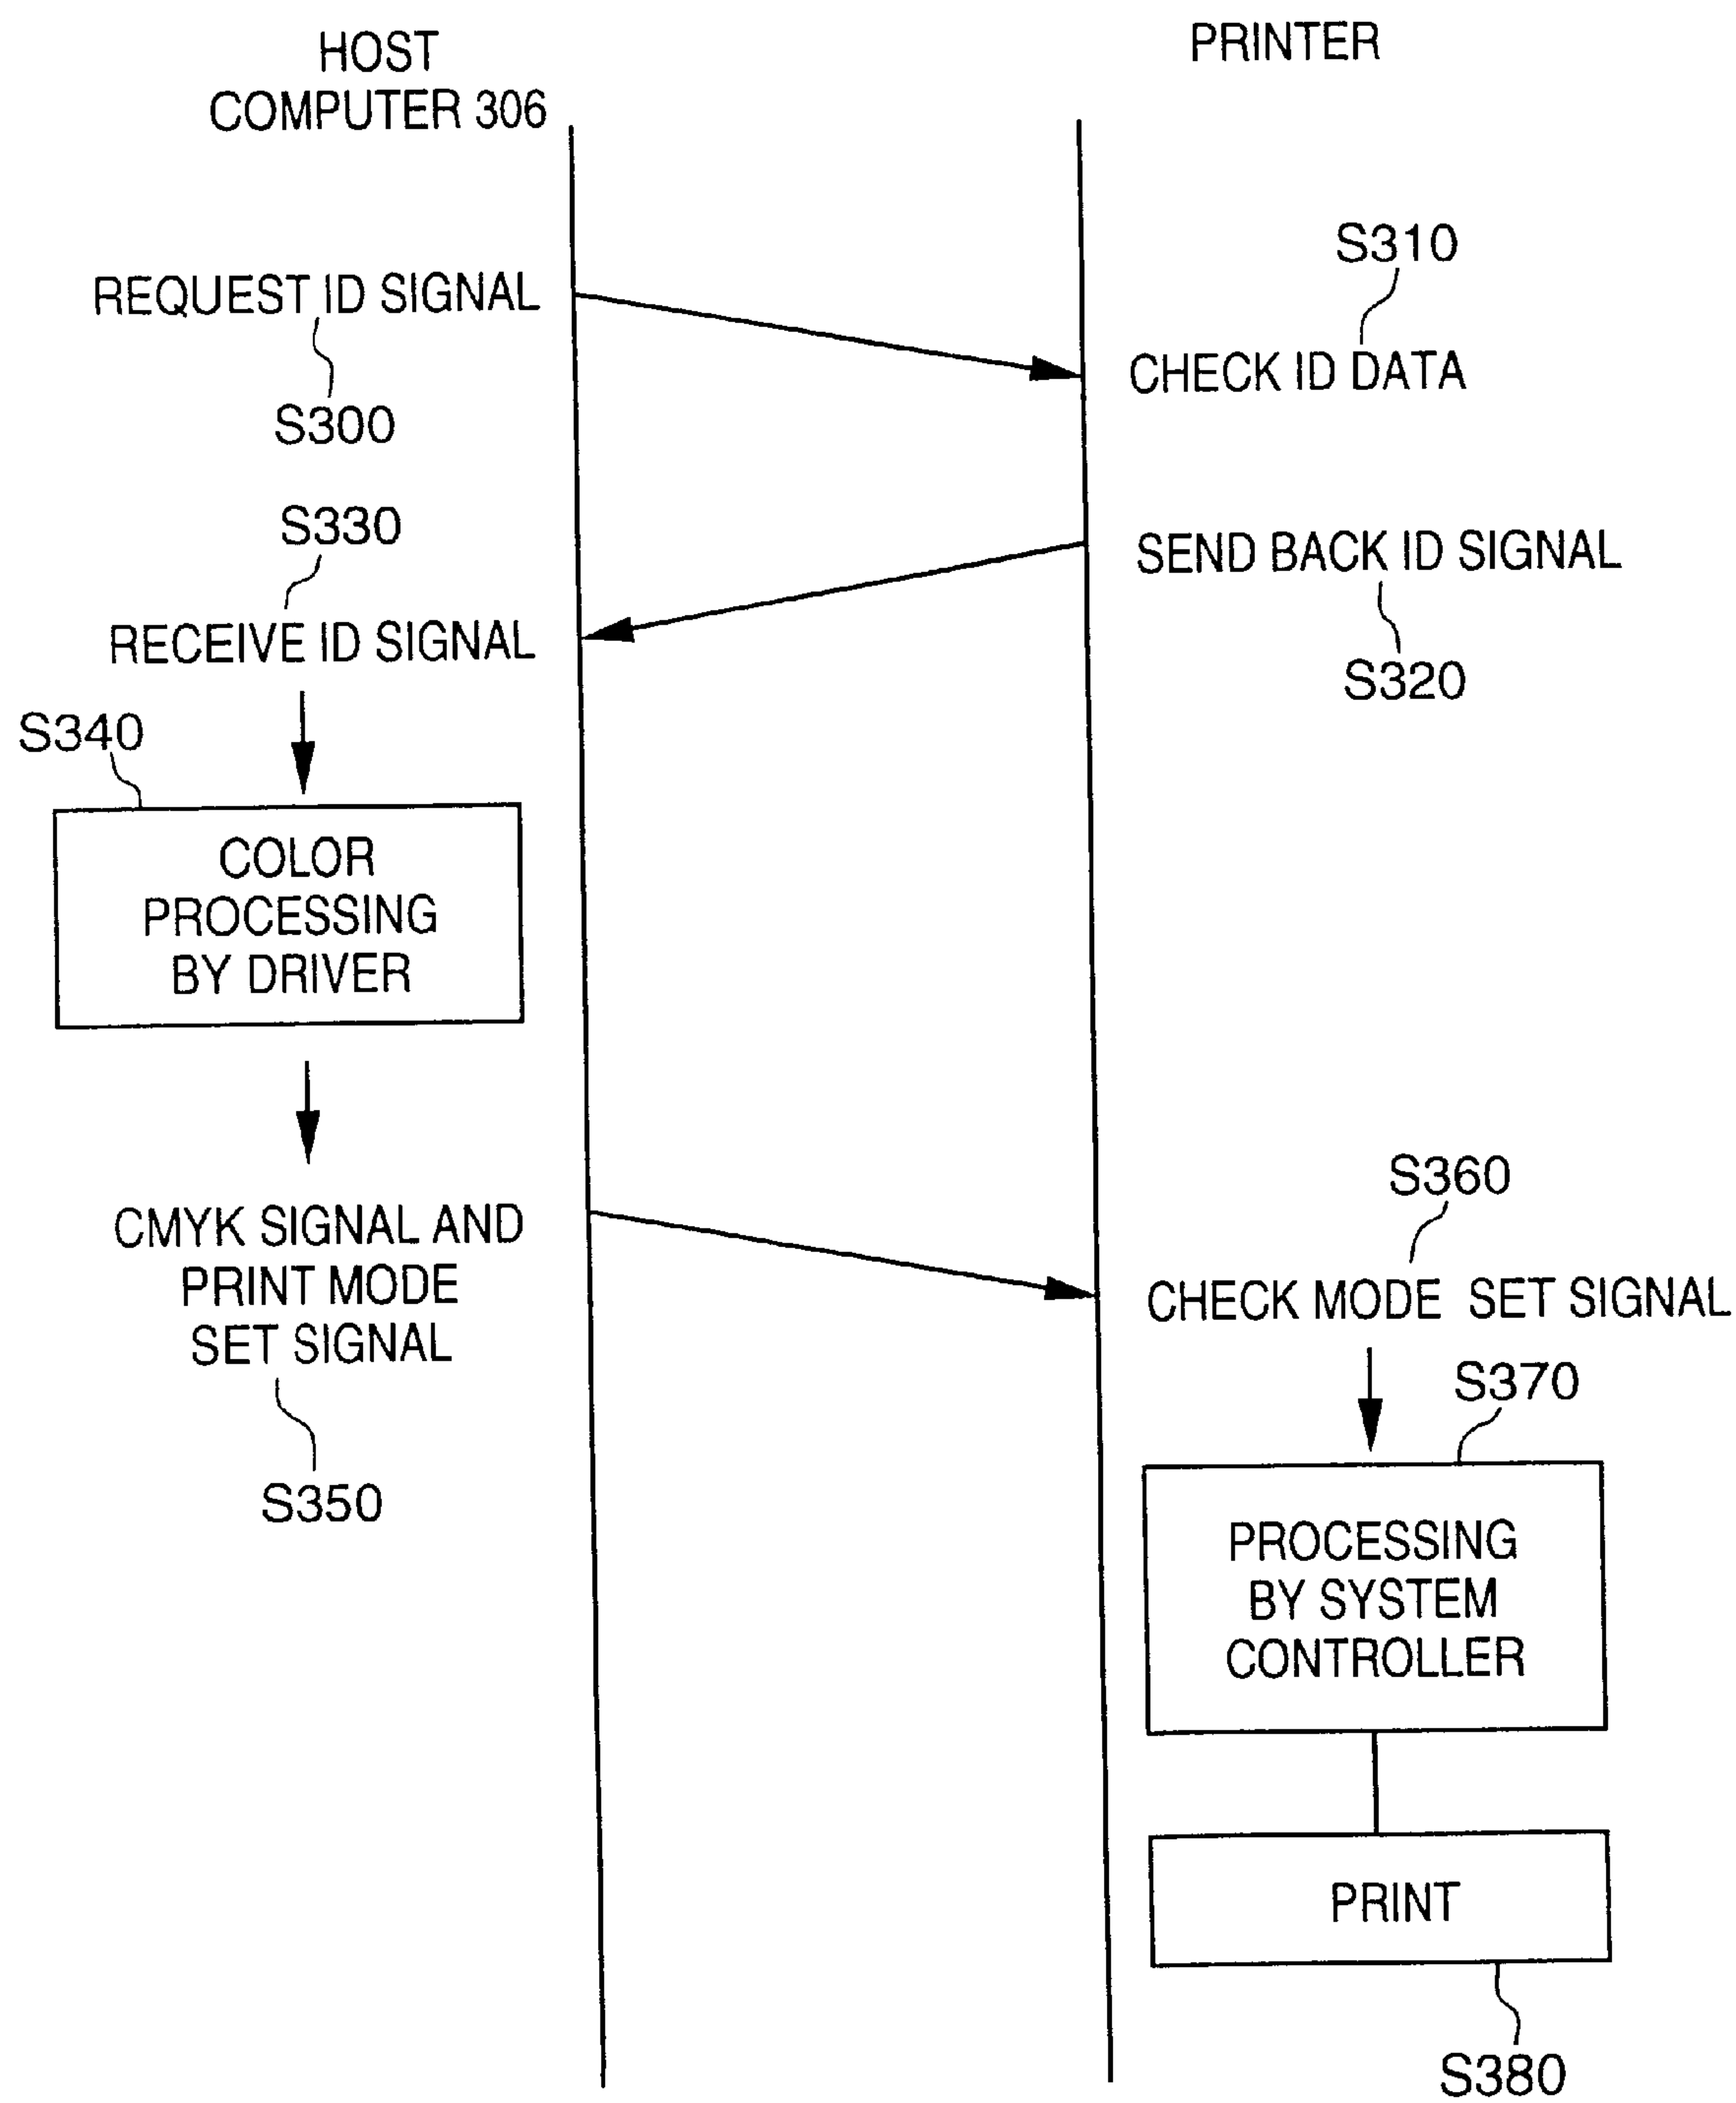 HOST
COMPUTER 306
PRINTER
S310
REQUEST ID SIGNAL
CHECK ID DATA
S300
S330
SEND BACK ID SIGNAL
RECEIVE ID SIGNAL
S320
S340
COLOR
PROCESSING
BY DRIVER
S360
CMYK SIGNAL AND
PRINT MODE
SET SIGNAL
CHECK MODE SET SIGNAL
S370
S350
PROCESSING
BY SYSTEM
CONTROLLER
PRINT
S380